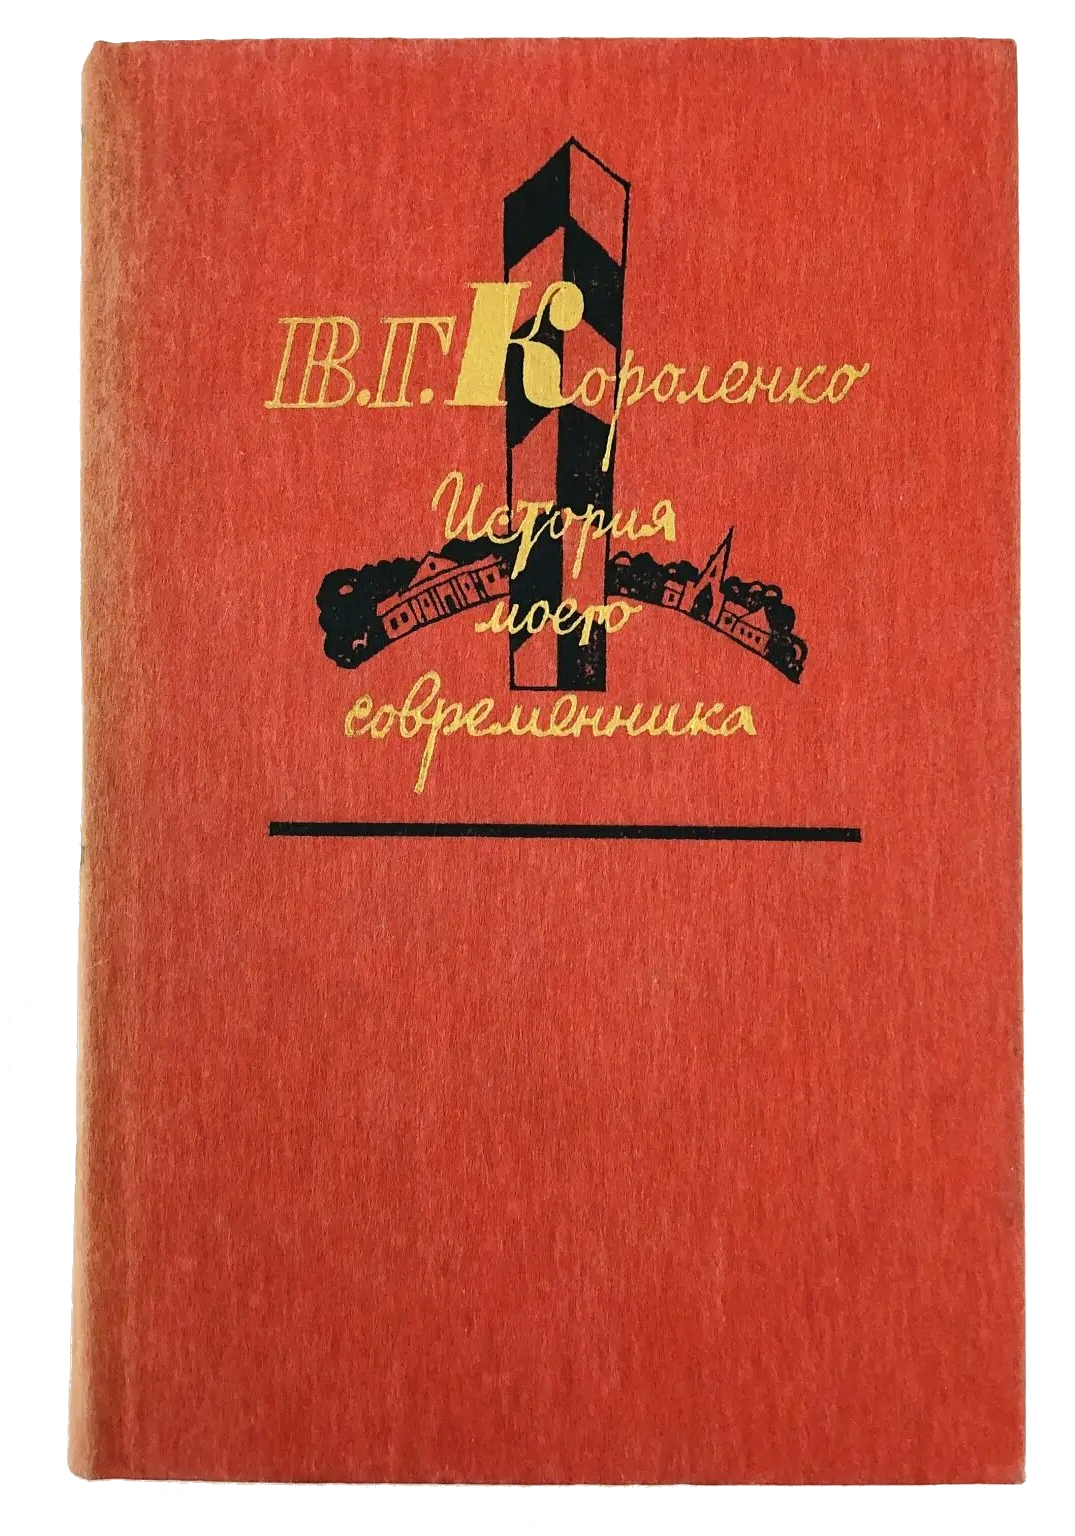 В.Г. Короленко
История
моего
современника